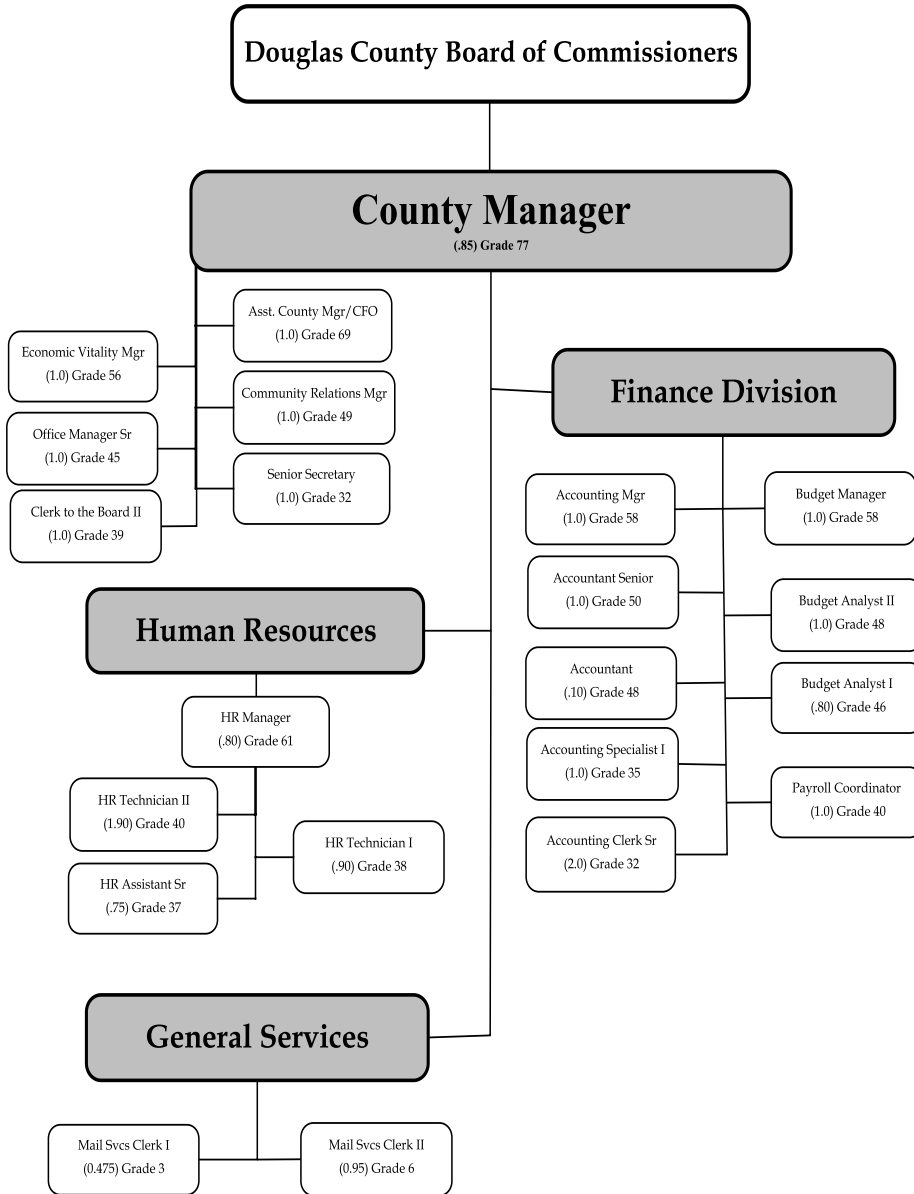 Douglas County Board of Commissioners
County Manager
(.85) Grade 77
Asst. County Mgr/CFO
(1.0) Grade 69
Economic Vitality Mgr
(1.0) Grade 56
Community Relations Mgr
(1.0) Grade 49
Office Manager Sr
(1.0) Grade 45
Senior Secretary
(1.0) Grade 32
Clerk to the Board II
(1.0) Grade 39
Finance Division
Accounting Mgr
(1.0) Grade 58
Budget Manager
(1.0) Grade 58
Accountant Senior
(1.0) Grade 50
Budget Analyst II
(1.0) Grade 48
Accountant
(.10) Grade 48
Budget Analyst I
(.80) Grade 46
Accounting Specialist I
(1.0) Grade 35
Payroll Coordinator
(1.0) Grade 40
Accounting Clerk Sr
(2.0) Grade 32
Human Resources
HR Manager
(.80) Grade 61
HR Technician II
(1.90) Grade 40
HR Technician I
(.90) Grade 38
HR Assistant Sr
(.75) Grade 37
General Services
Mail Svcs Clerk I
(0.475) Grade 3
Mail Svcs Clerk II
(0.95) Grade 6